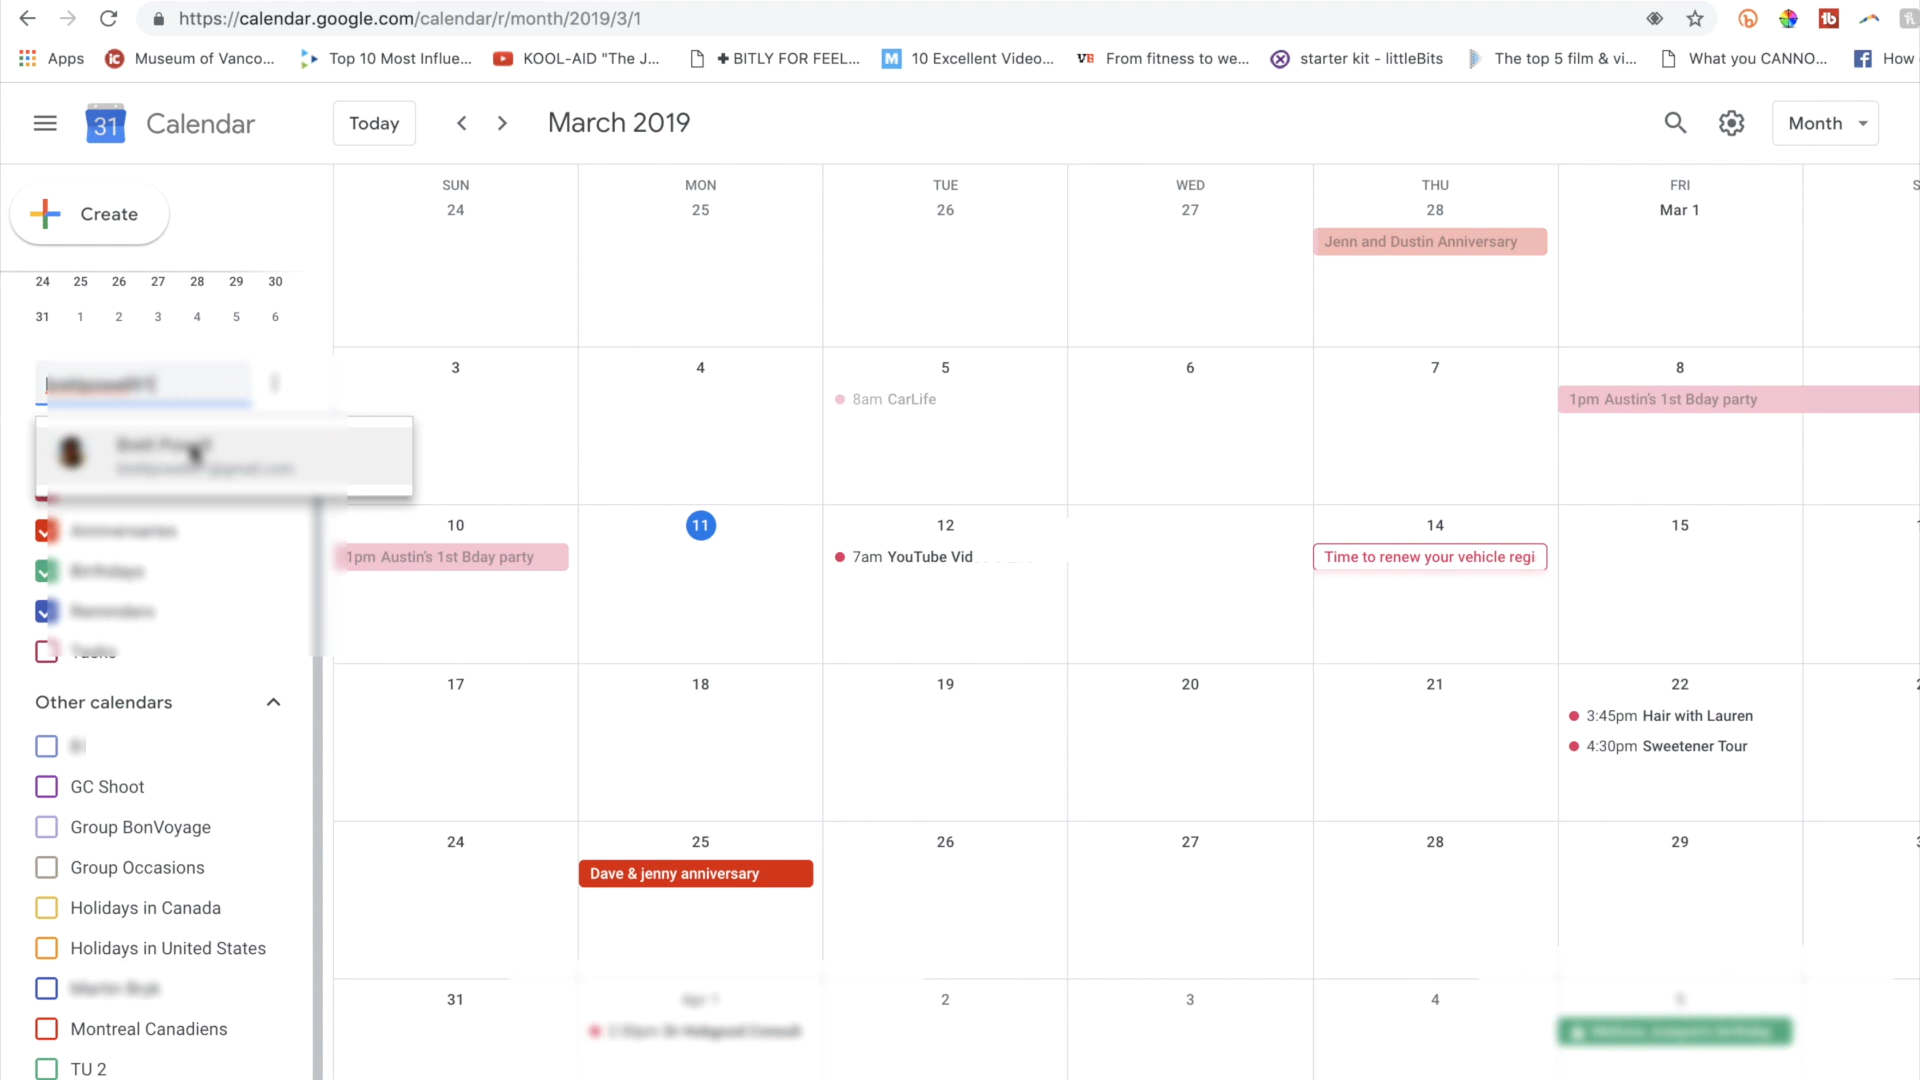 https://calendar.google.com/calendar/r/month/2019/3/1
Apps Museum of Vanco... Top 10 Most Influe... KOOL-AID "The J... + BITLY FOR FEEL... 10 Excellent Video... From fitness to we... starter kit - littleBits The top 5 film & vi... What you CANNO... How
31 Calendar Today March 2019 Month
Create
24 25 26 27 28 29 30
31 1 2 3 4 5 6
Anniversaries
Birthdays
Reminders
Tasks
Other calendars
GC Shoot
Group BonVoyage
Group Occasions
Holidays in Canada
Holidays in United States
Montreal Canadiens
TU 2
SUN MON TUE WED THU FRI S
24 25 26 27 28 Mar 1
Jenn and Dustin Anniversary
3 4 5 6 7 8
8am CarLife
1pm Austin's 1st Bday party
10 11 12 14 15
1pm Austin's 1st Bday party
7am YouTube Vid
Time to renew your vehicle regi
17 18 19 20 21 22
3:45pm Hair with Lauren
4:30pm Sweetener Tour
24 25 26 27 28 29
Dave & jenny anniversary
31 2 3 4